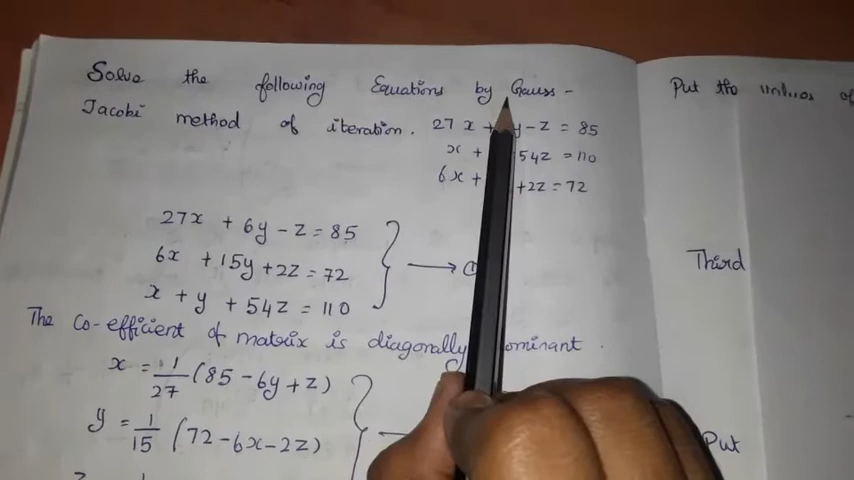 Solve the following Equations by Gauss -
Jacobi method of iteration. 27x + y - z = 85
x + 54z = 110
6x + + 2z = 72
27x + 6y - z = 85
6x + 15y + 2z = 72
x + y + 54z = 110
The Co-efficient of matrix is diagonally dominant.
x = 1/27 (85 - 6y + z)
y = 1/15 (72 - 6x - 2z)
Put the values of
Third
Put